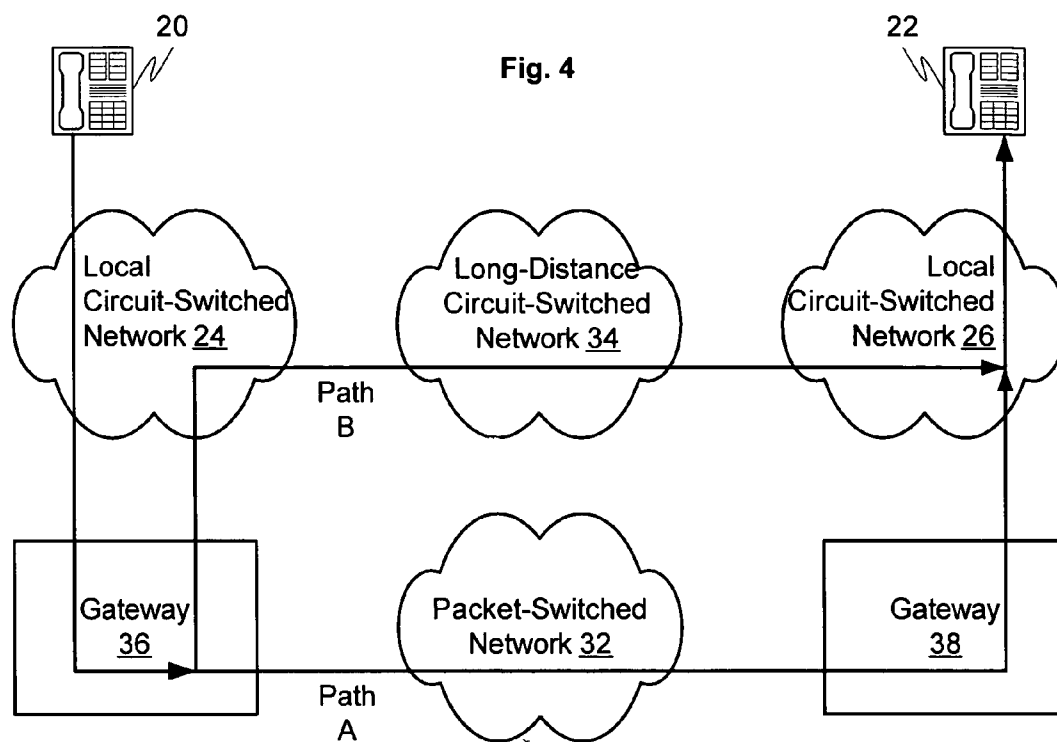 20
22
Fig. 4
Local
Circuit-Switched
Network 24
Long-Distance
Circuit-Switched
Network 34
Local
Circuit-Switched
Network 26
Path
B
Gateway
36
Packet-Switched
Network 32
Gateway
38
Path
A